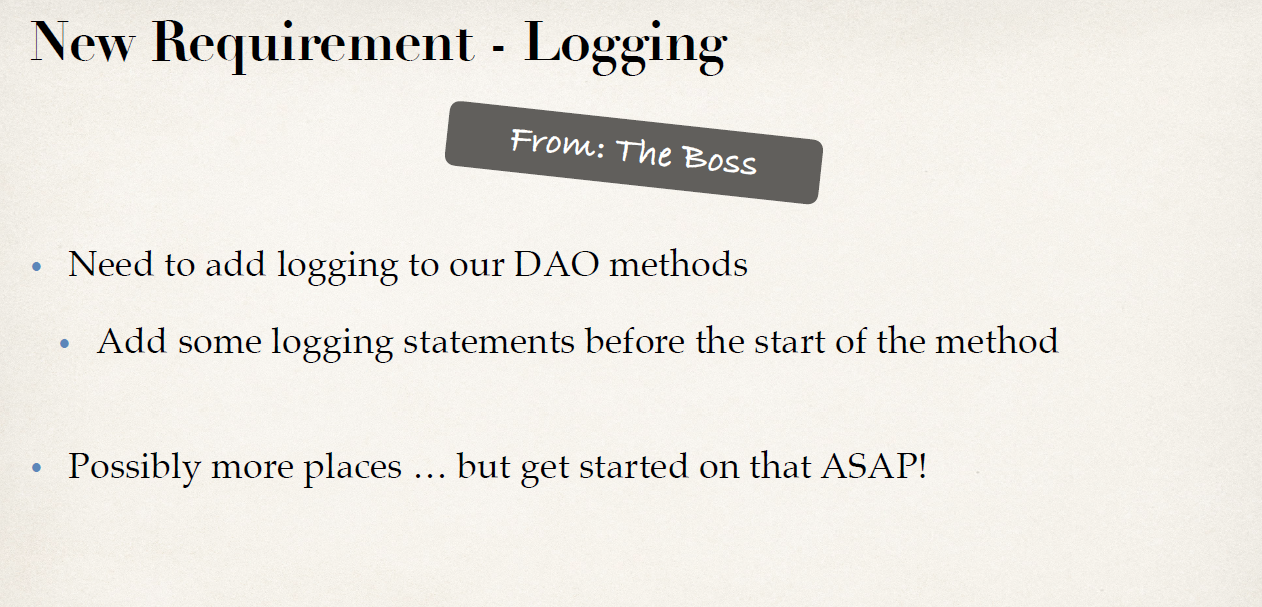 New Requirement - Logging
From: The Boss
• Need to add logging to our DAO methods
• Add some logging statements before the start of the method
• Possibly more places … but get started on that ASAP!